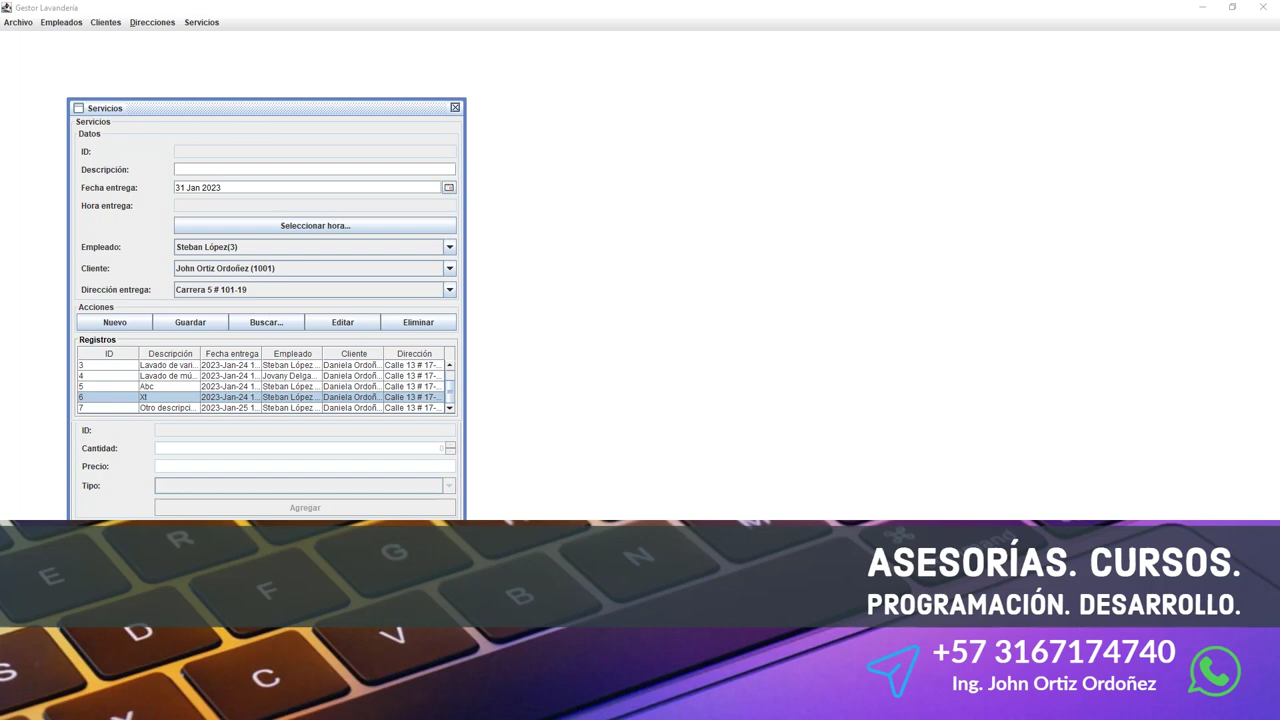 Gestor Lavandería
Archivo Empleados Clientes Direcciones Servicios
Servicios
Servicios
Datos
ID:
Descripción:
Fecha entrega: 31 Jan 2023
Hora entrega:
Seleccionar hora...
Empleado: Steban López(3)
Cliente: John Ortiz Ordoñez (1001)
Dirección entrega: Carrera 5 # 101-19
Acciones
Nuevo Guardar Buscar... Editar Eliminar
Registros
ID Descripción Fecha entrega Empleado Cliente Dirección
3 Lavado de vari... 2023-Jan-24 1... Steban López ... Daniela Ordoñ... Calle 13 # 17-...
4 Lavado de mú... 2023-Jan-24 1... Jovany Delga... Daniela Ordoñ... Calle 13 # 17-...
5 Abc 2023-Jan-24 1... Steban López ... Daniela Ordoñ... Calle 13 # 17-...
6 Xt 2023-Jan-24 1... Steban López ... Daniela Ordoñ... Calle 13 # 17-...
7 Otro descripci... 2023-Jan-25 1... Steban López ... Daniela Ordoñ... Calle 13 # 17-...
ID:
Cantidad: 0
Precio:
Tipo:
Agregar
ASESORÍAS. CURSOS.
PROGRAMACIÓN. DESARROLLO.
+57 3167174740
Ing. John Ortiz Ordoñez
E R G N M
F B
D V
S C